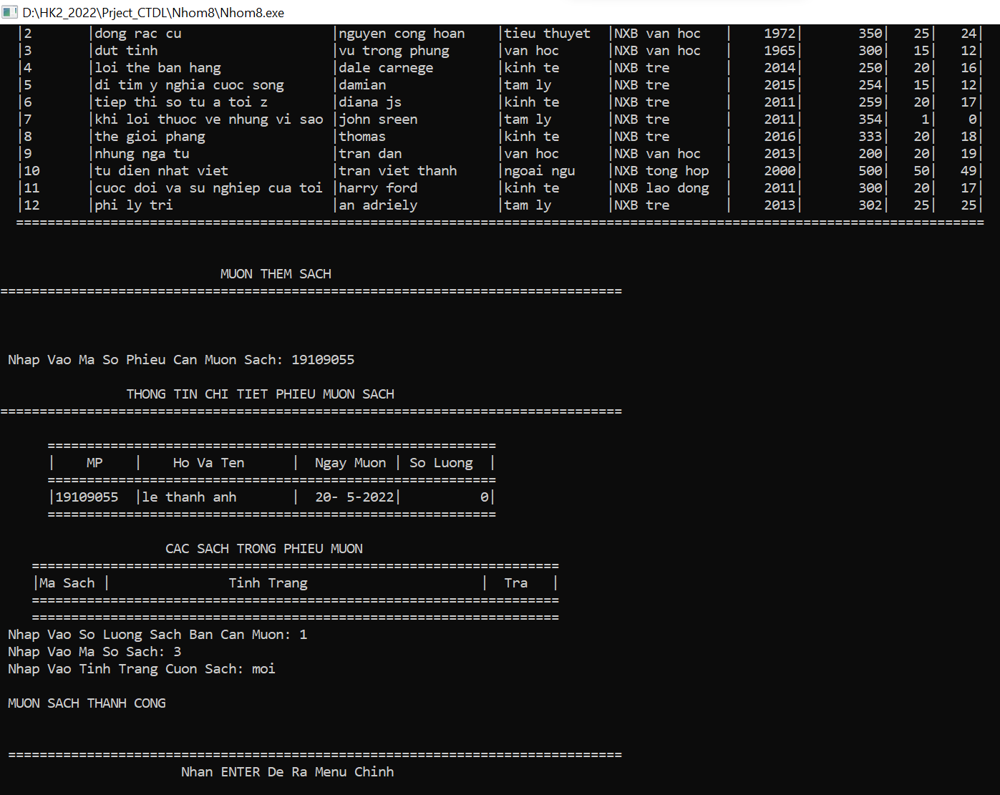 D:\HK2_2022\Prject_CTDL\Nhom8\Nhom8.exe
|2 |dong rac cu |nguyen cong hoan |tieu thuyet |NXB van hoc | 1972| 350| 25| 24|
|3 |dut tinh |vu trong phung |van hoc |NXB van hoc | 1965| 300| 15| 12|
|4 |loi the ban hang |dale carnege |kinh te |NXB tre | 2014| 250| 20| 16|
|5 |di tim y nghia cuoc song |damian |tam ly |NXB tre | 2015| 254| 15| 12|
|6 |tiep thi so tu a toi z |diana js |kinh te |NXB tre | 2011| 259| 20| 17|
|7 |khi loi thuoc ve nhung vi sao |john sreen |tam ly |NXB tre | 2011| 354| 1| 0|
|8 |the gioi phang |thomas |kinh te |NXB tre | 2016| 333| 20| 18|
|9 |nhung nga tu |tran dan |van hoc |NXB van hoc | 2013| 200| 20| 19|
|10 |tu dien nhat viet |tran viet thanh |ngoai ngu |NXB tong hop | 2000| 500| 50| 49|
|11 |cuoc doi va su nghiep cua toi |harry ford |kinh te |NXB lao dong | 2011| 300| 20| 17|
|12 |phi ly tri |an adriely |tam ly |NXB tre | 2013| 302| 25| 25|
MUON THEM SACH
Nhap Vao Ma So Phieu Can Muon Sach: 19109055
THONG TIN CHI TIET PHIEU MUON SACH
| MP | Ho Va Ten | Ngay Muon | So Luong |
|19109055 |le thanh anh | 20- 5-2022| 0|
CAC SACH TRONG PHIEU MUON
|Ma Sach | Tinh Trang | Tra |
Nhap Vao So Luong Sach Ban Can Muon: 1
Nhap Vao Ma So Sach: 3
Nhap Vao Tinh Trang Cuon Sach: moi
MUON SACH THANH CONG
Nhan ENTER De Ra Menu Chinh